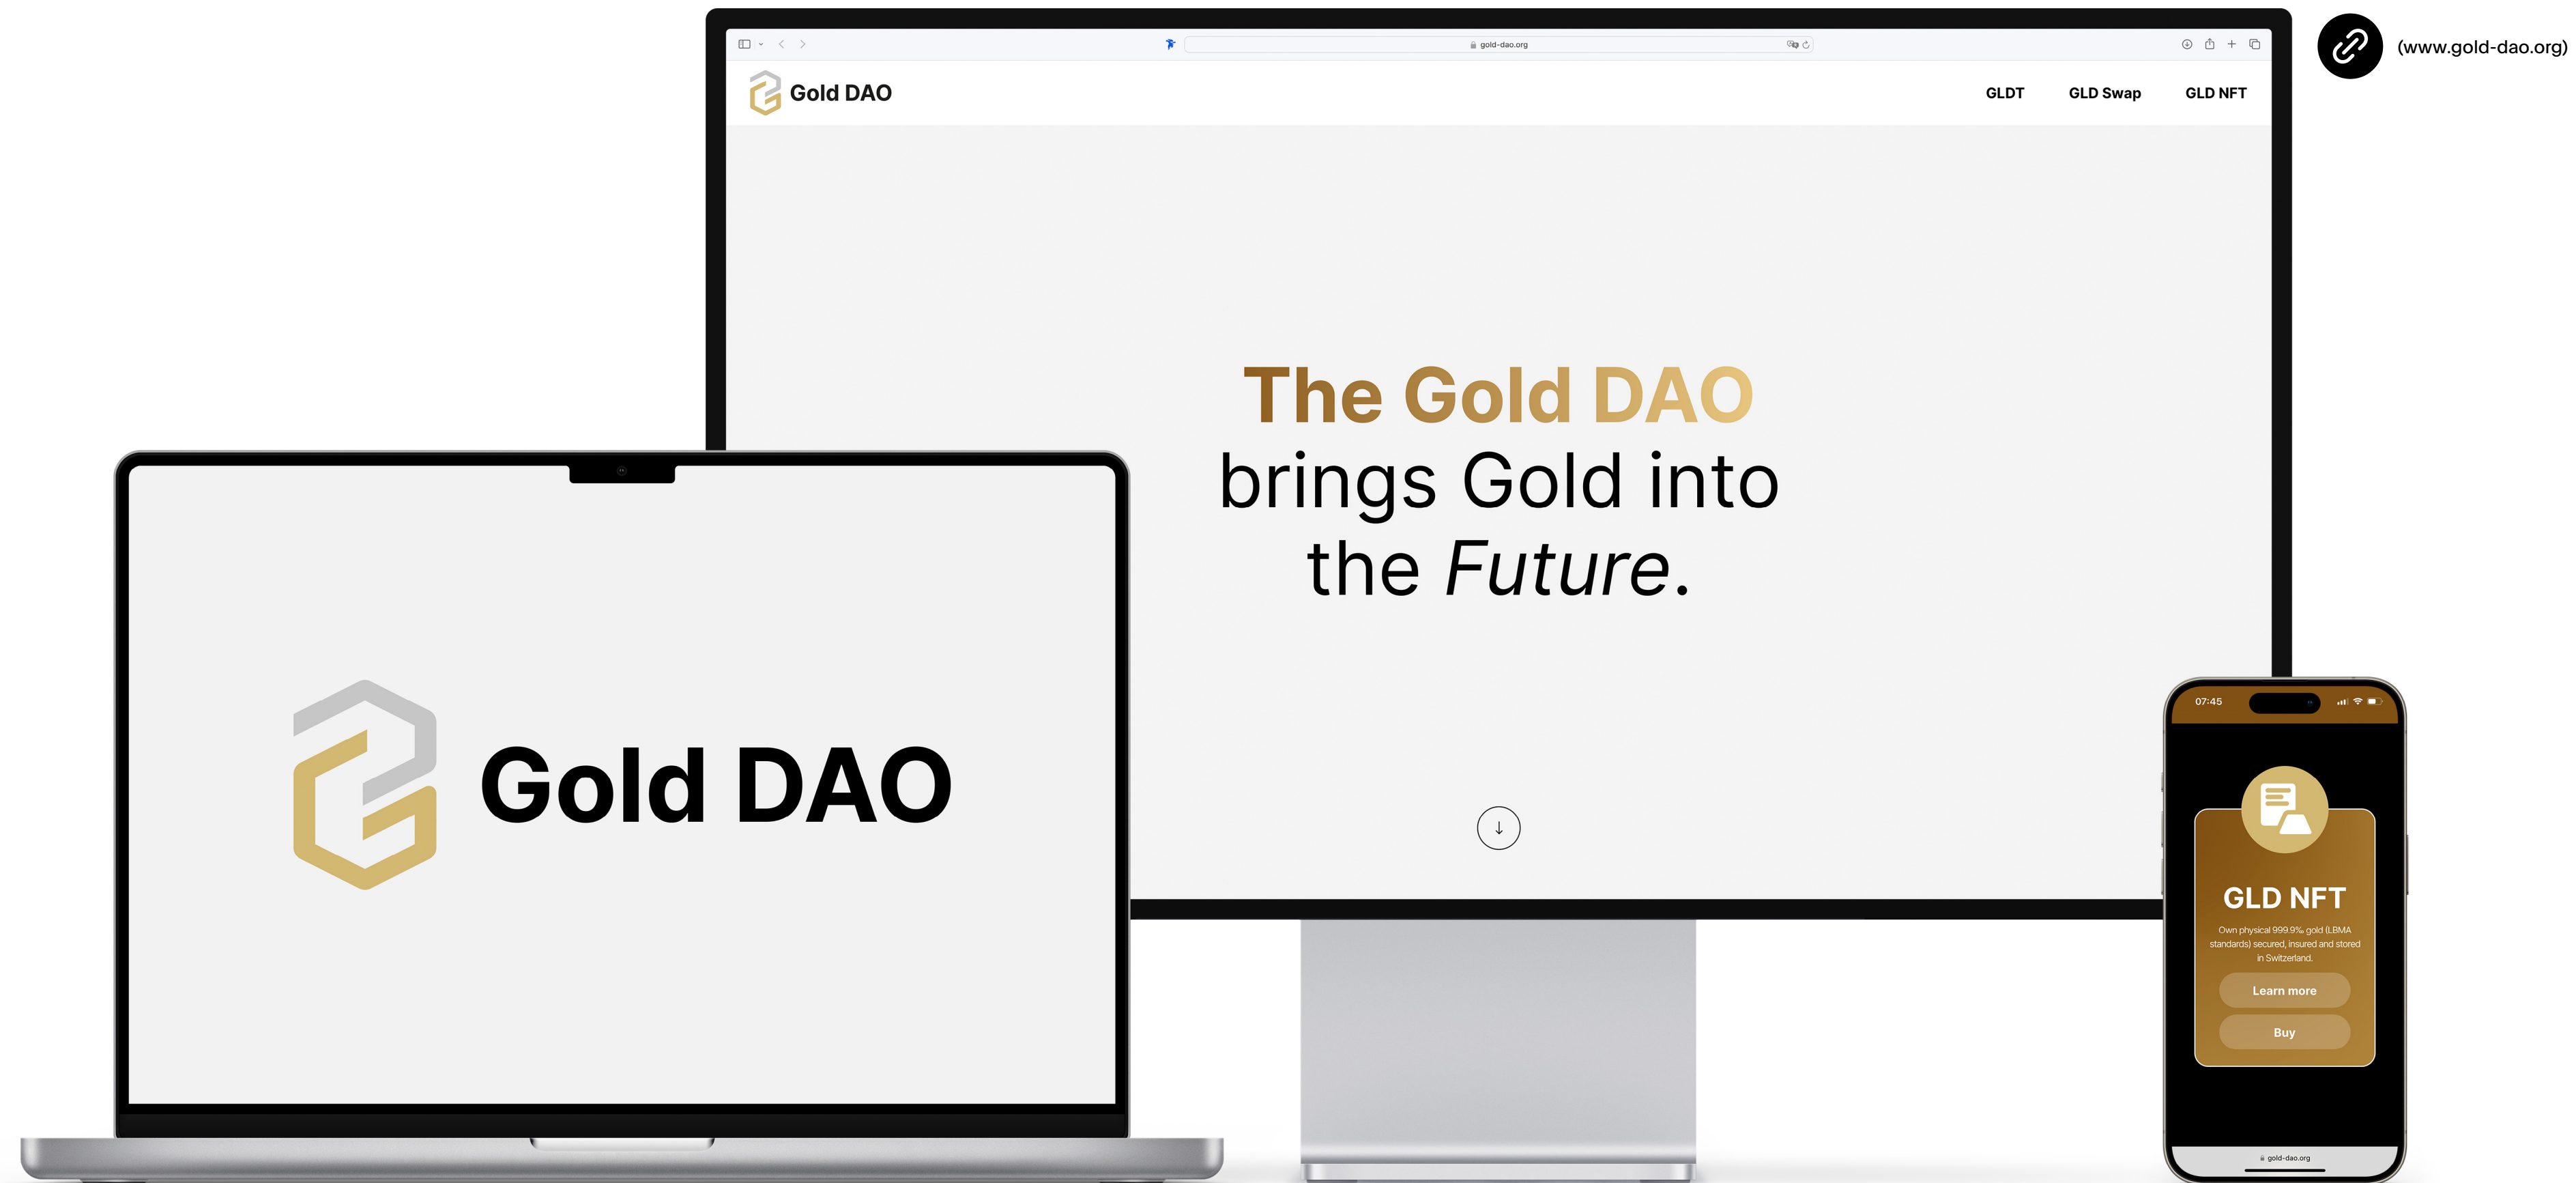 gold-dao.org
(www.gold-dao.org)
Gold DAO
GLDT GLD Swap GLD NFT
The Gold DAO
brings Gold into
the Future.
Gold DAO
07:45
GLD NFT
Own physical 999.9‰ gold (LBMA
standards) secured, insured and stored
in Switzerland.
Learn more
Buy
gold-dao.org